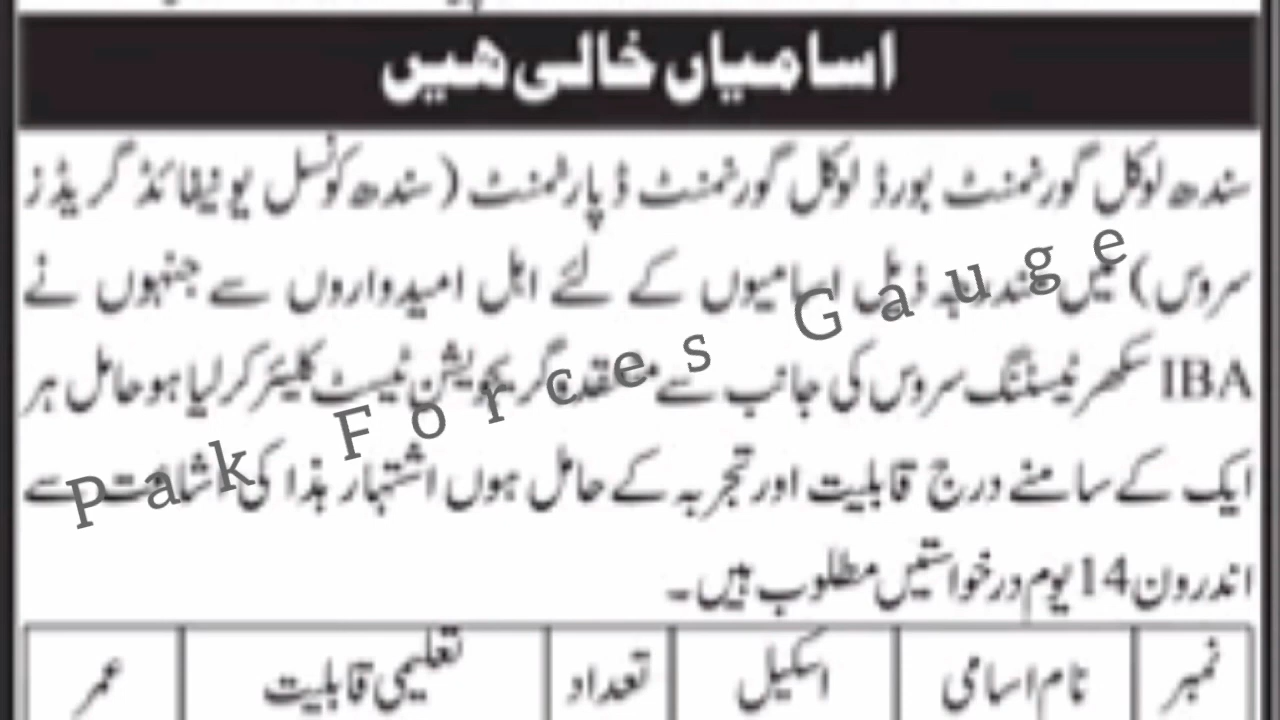 اسامیاں خالی ہیں
سندھ لوکل گورنمنٹ بورڈ لوکل گورنمنٹ ڈپارٹمنٹ (سندھ کونسل یونیفائڈ گریڈز
سروس) میں مندرجہ ذیل اسامیوں کے لئے اہل امیدواروں سے جنہوں نے
IBA سکھر ٹیسٹنگ سروس کی جانب سے منعقدہ گریجویشن ٹیسٹ کلیئر کرلیا ہو حامل ہر
ایک کے سامنے درج قابلیت اور تجربہ کے حامل ہوں اشتہار ہذا کی اشاعت سے
اندرون 14 یوم درخواستیں مطلوب ہیں۔
نمبر نام اسامی اسکیل تعداد تعلیمی قابلیت عمر
Pak Forces Gauge